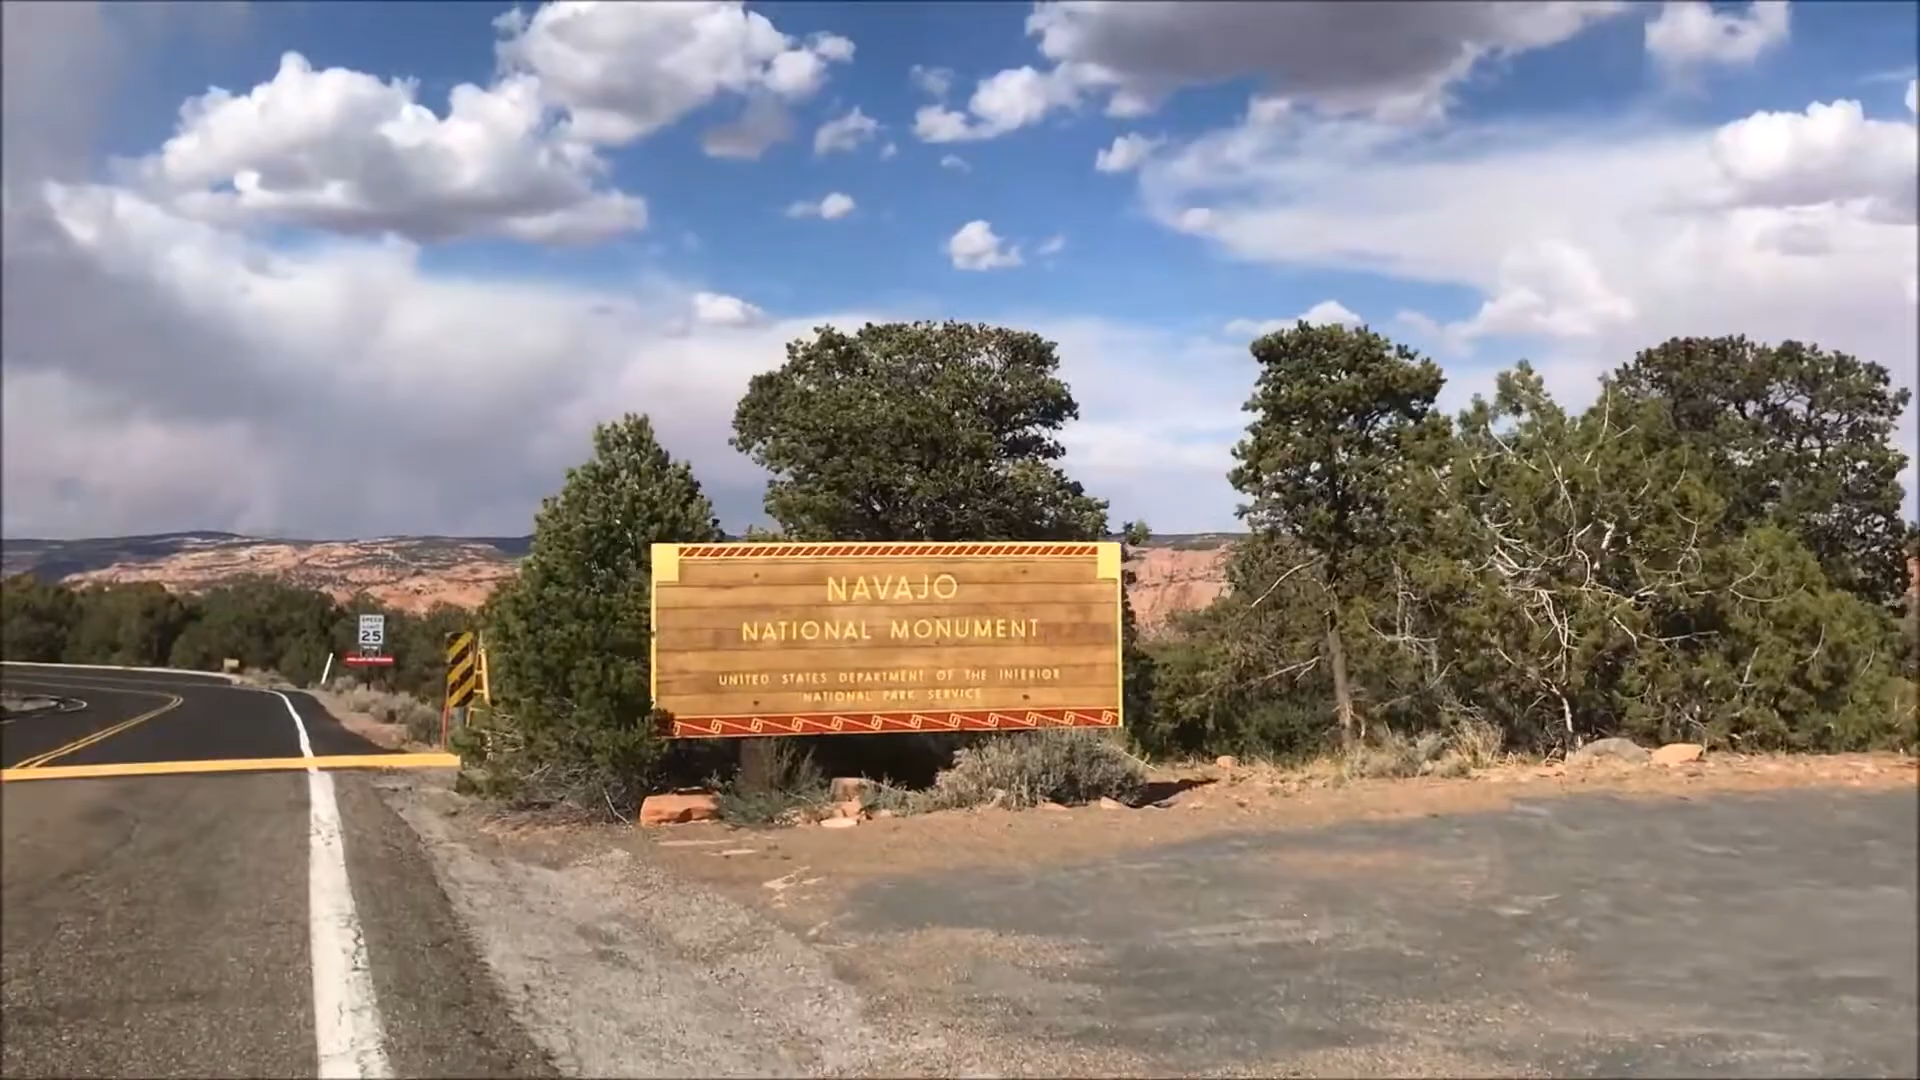 NAVAJO
NATIONAL MONUMENT
UNITED STATES DEPARTMENT OF THE INTERIOR
NATIONAL PARK SERVICE
SPEED
LIMIT
25